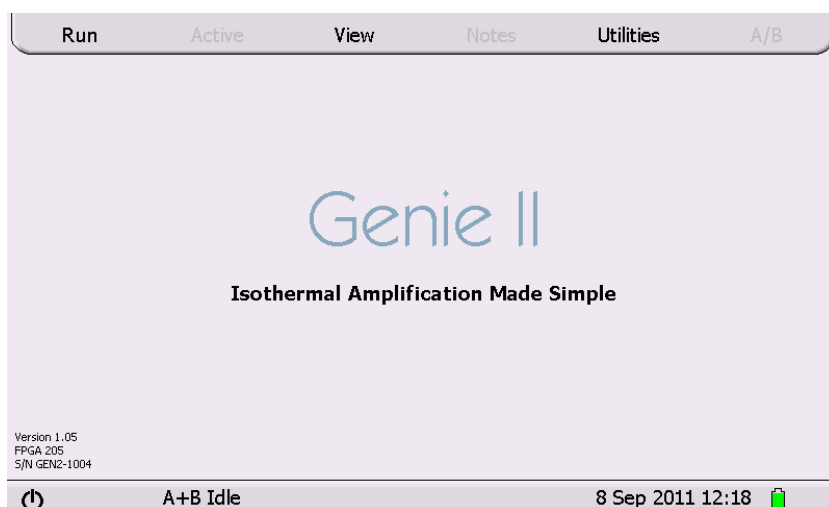 Run Active View Notes Utilities A/B
Genie II
Isothermal Amplification Made Simple
Version 1.05
FPGA 205
S/N GEN2-1004
A+B Idle 8 Sep 2011 12:18